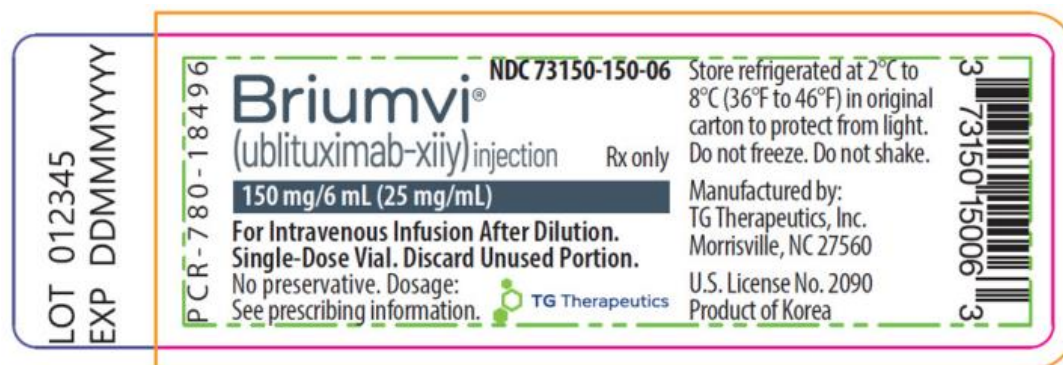 LOT 012345
EXP DDMMMYYYY
PCR-780-18496
NDC 73150-150-06
Briumvi®
(ublituximab-xiiy) injection Rx only
150 mg/6 mL (25 mg/mL)
For Intravenous Infusion After Dilution.
Single-Dose Vial. Discard Unused Portion.
No preservative. Dosage:
See prescribing information.
TG Therapeutics
Store refrigerated at 2°C to
8°C (36°F to 46°F) in original
carton to protect from light.
Do not freeze. Do not shake.
Manufactured by:
TG Therapeutics, Inc.
Morrisville, NC 27560
U.S. License No. 2090
Product of Korea
3 73150 15006 3